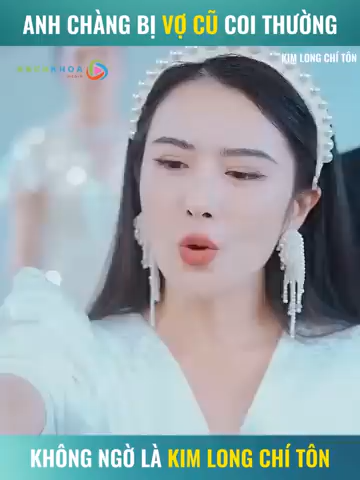 ANH CHÀNG BỊ VỢ CŨ COI THƯỜNG
KIM LONG CHÍ TÔN
KHÔNG NGỜ LÀ KIM LONG CHÍ TÔN